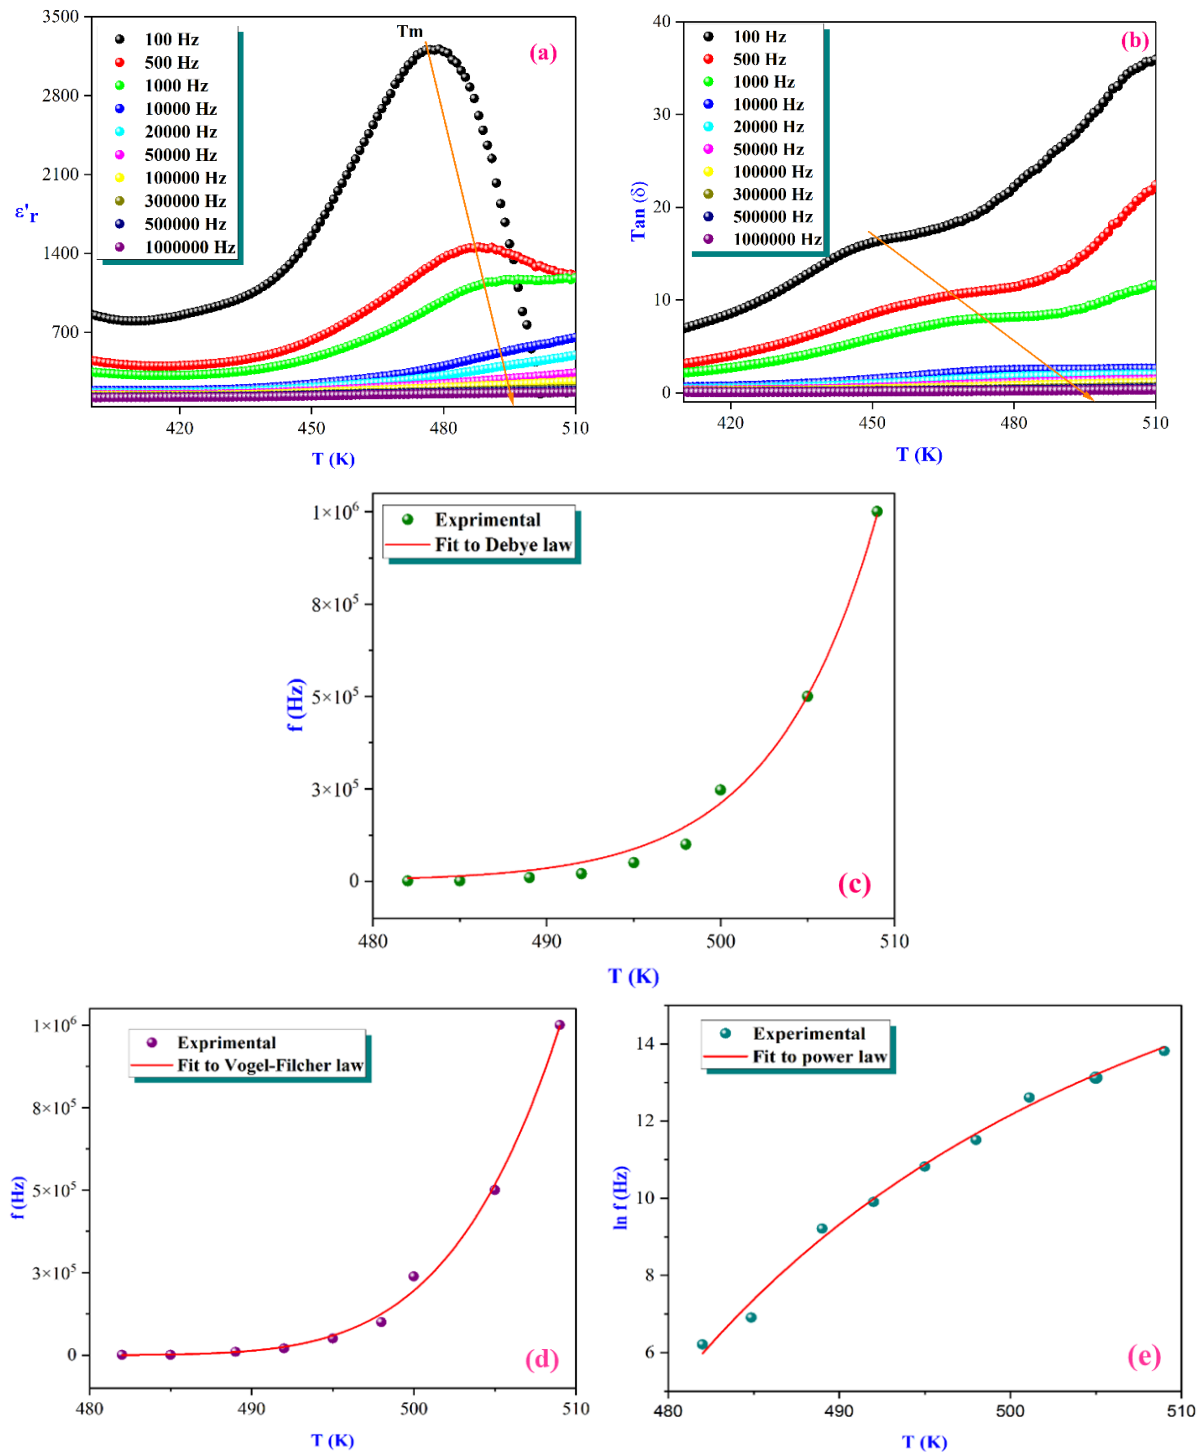 3500
2800
2100
1400
700
ε'r
100 Hz
500 Hz
1000 Hz
10000 Hz
20000 Hz
50000 Hz
100000 Hz
300000 Hz
500000 Hz
1000000 Hz
Tm
(a)
420
450
480
510
T (K)
40
30
20
10
0
Tan (δ)
100 Hz
500 Hz
1000 Hz
10000 Hz
20000 Hz
50000 Hz
100000 Hz
300000 Hz
500000 Hz
1000000 Hz
(b)
420
450
480
510
T (K)
1×10⁶
8×10⁵
5×10⁵
3×10⁵
0
f (Hz)
Exprimental
Fit to Debye law
(c)
480
490
500
510
T (K)
1×10⁶
8×10⁵
5×10⁵
3×10⁵
0
f (Hz)
Exprimental
Fit to Vogel-Filcher law
(d)
480
490
500
510
T (K)
14
12
10
8
6
ln f (Hz)
Experimental
Fit to power law
(e)
480
490
500
510
T (K)